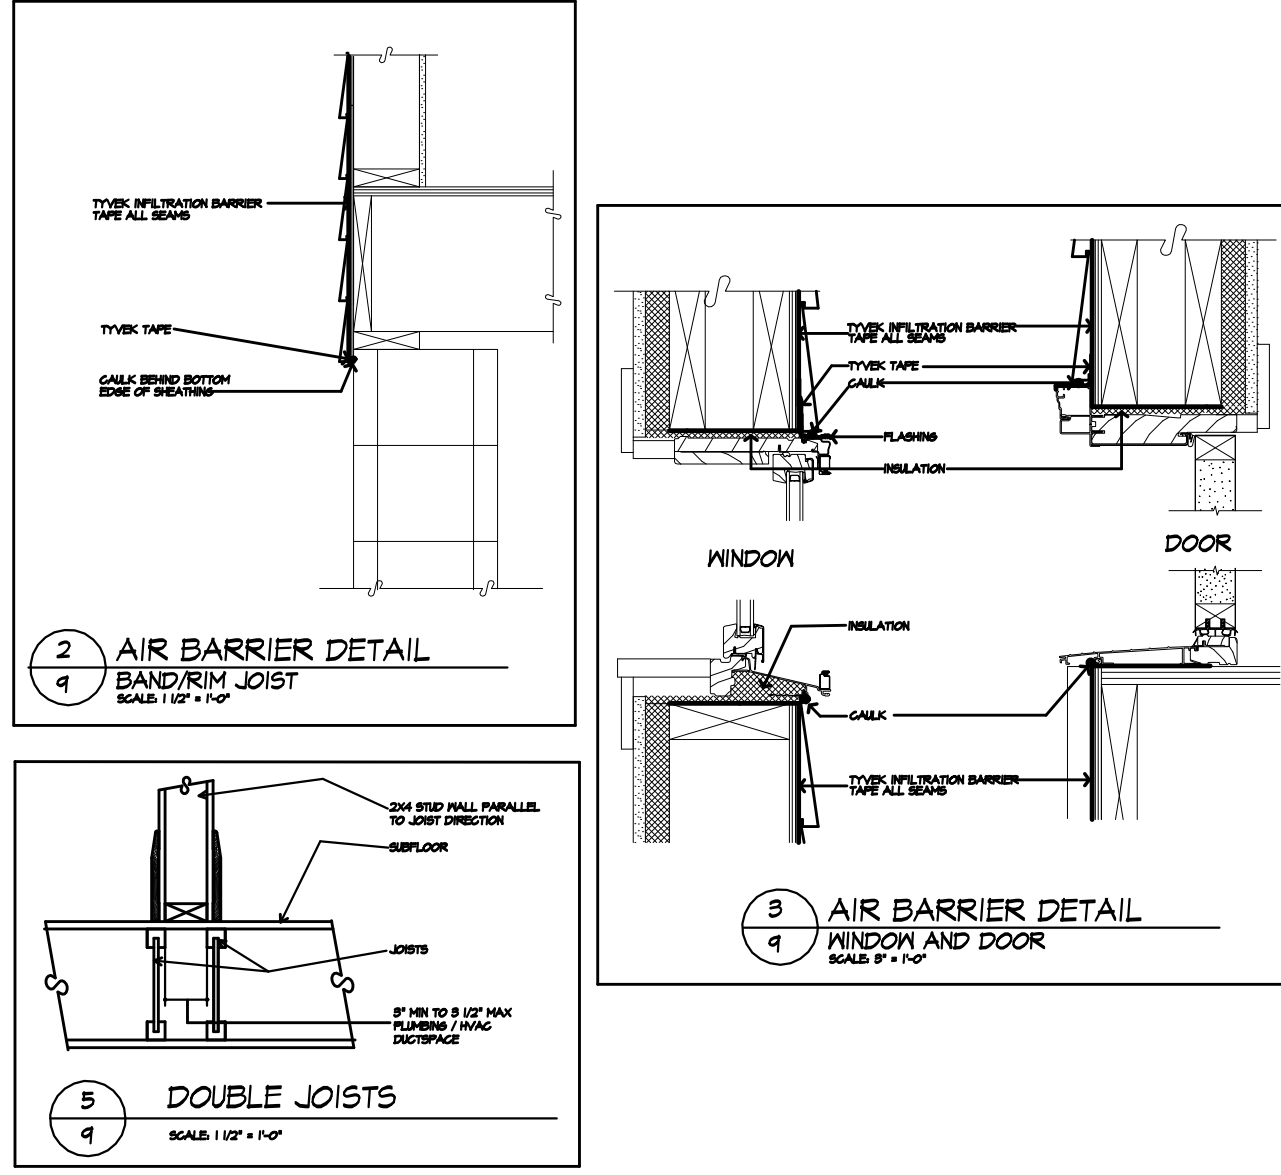 TYVEK INFILTRATION BARRIER
TAPE ALL SEAMS
TYVEK TAPE
CAULK BEHIND BOTTOM
EDGE OF SHEATHING
2
9
AIR BARRIER DETAIL
BAND/RIM JOIST
SCALE: 1 1/2" = 1'-0"
TYVEK INFILTRATION BARRIER
TAPE ALL SEAMS
TYVEK TAPE
CAULK
FLASHING
INSULATION
WINDOW
DOOR
INSULATION
CAULK
TYVEK INFILTRATION BARRIER
TAPE ALL SEAMS
3
9
AIR BARRIER DETAIL
WINDOW AND DOOR
SCALE: 3" = 1'-0"
2X4 STUD WALL PARALLEL
TO JOIST DIRECTION
SUBFLOOR
JOISTS
3" MIN TO 3 1/2" MAX
PLUMBING / HVAC
DUCTSPACE
5
9
DOUBLE JOISTS
SCALE: 1 1/2" = 1'-0"